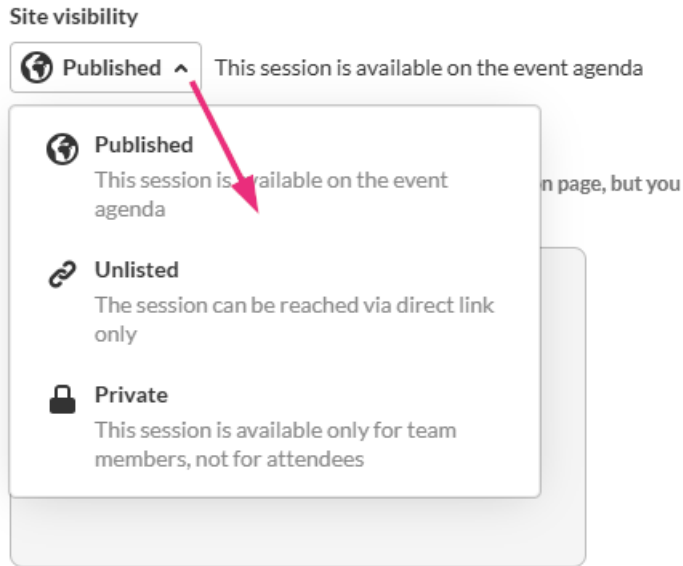 Site visibility
Published This session is available on the event agenda
Published
This session is available on the event
agenda
n page, but you
Unlisted
The session can be reached via direct link
only
Private
This session is available only for team
members, not for attendees